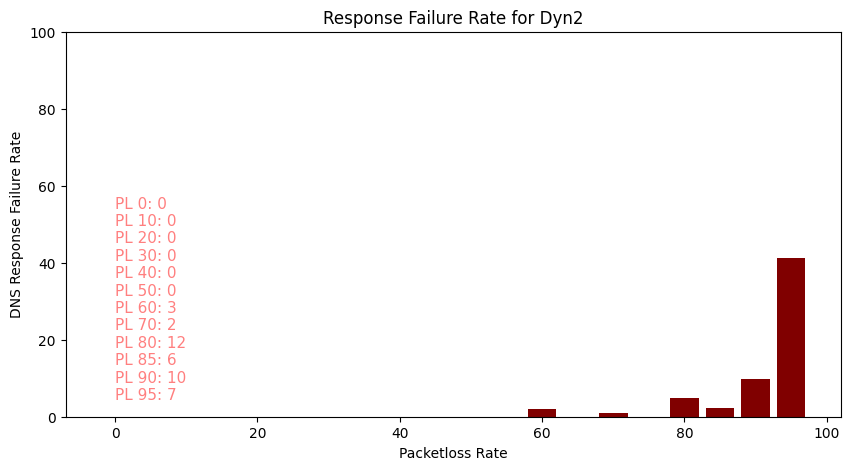 Response Failure Rate for Dyn2
100
80
60
40
20
0
DNS Response Failure Rate
PL 0: 0
PL 10: 0
PL 20: 0
PL 30: 0
PL 40: 0
PL 50: 0
PL 60: 3
PL 70: 2
PL 80: 12
PL 85: 6
PL 90: 10
PL 95: 7
0 20 40 60 80 100
Packetloss Rate